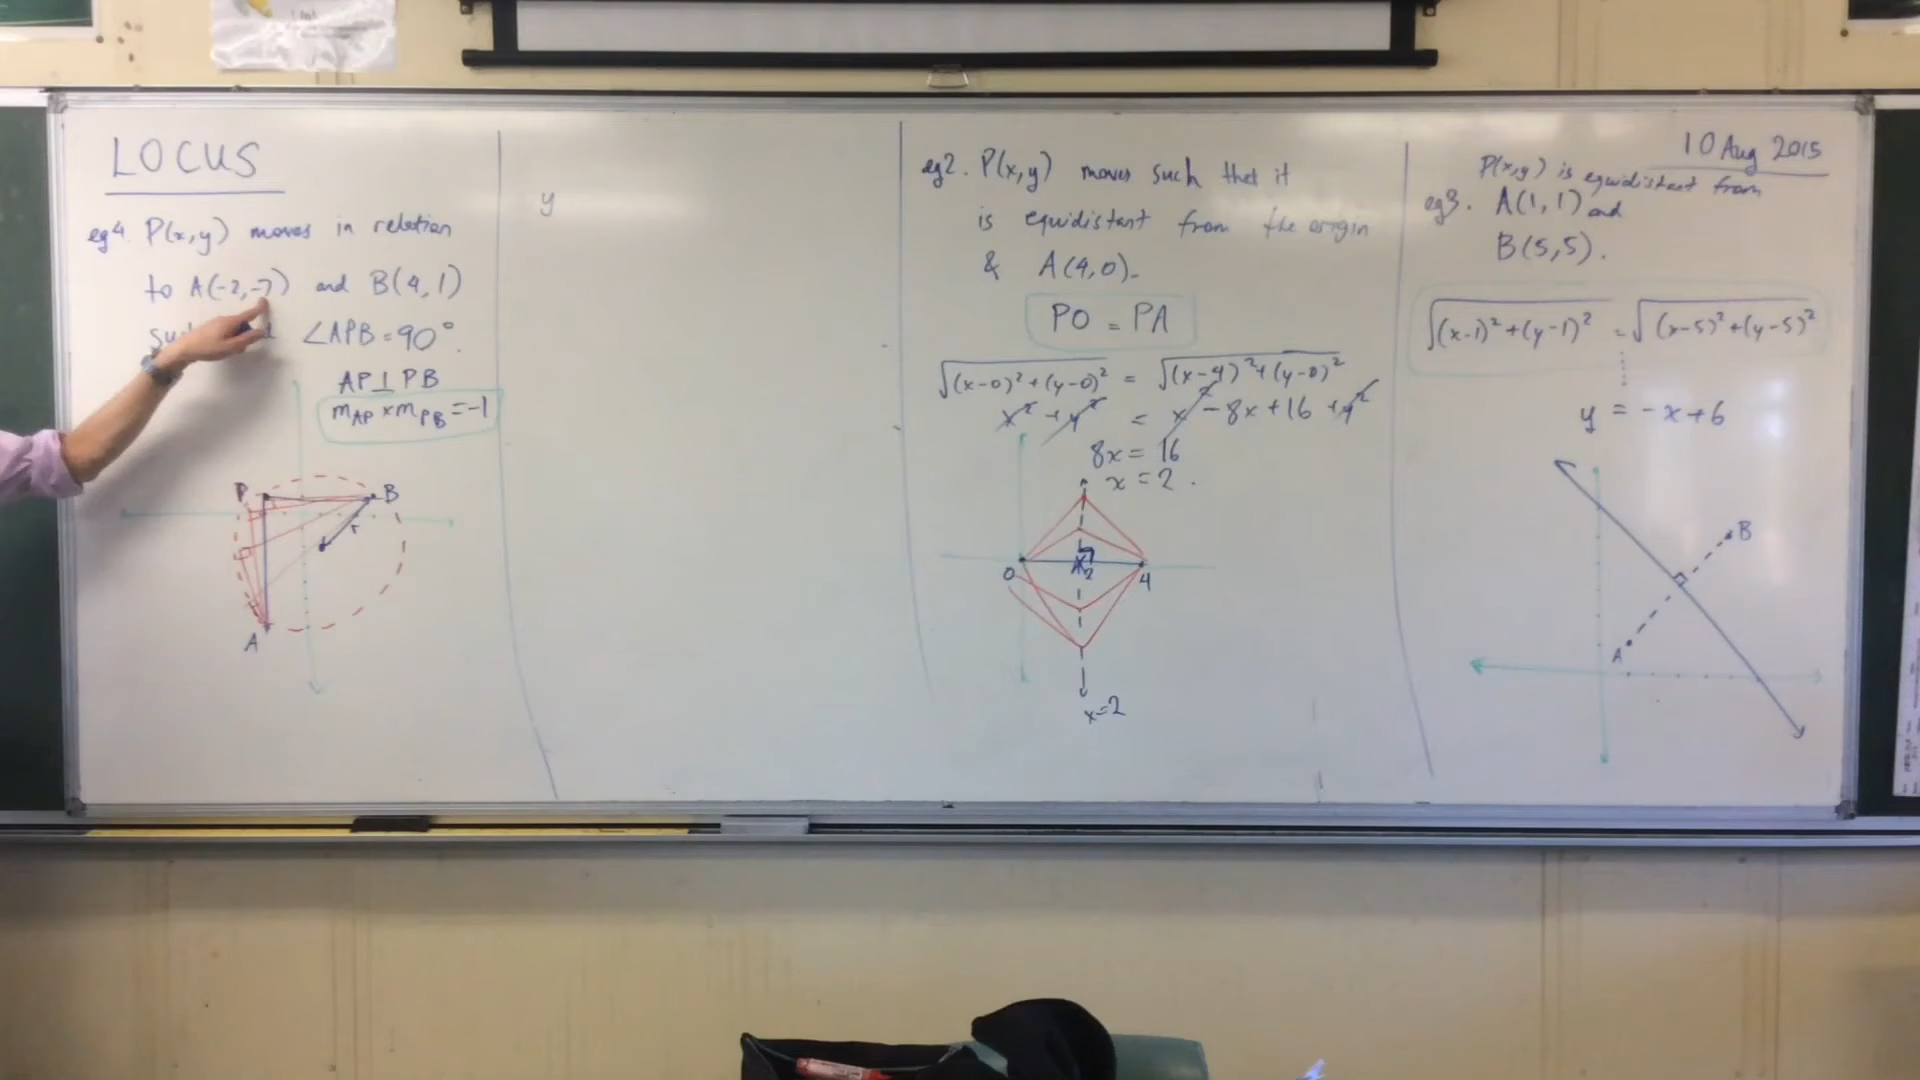 LOCUS
eg4. P(x,y) moves in relation
to A(-2,-7) and B(4,1)
∠APB=90°.
AP⊥PB
m_AP × m_PB = -1
P
B
r
A
y
eg2. P(x,y) moves such that it
is equidistant from the origin
& A(4,0).
PO = PA
√(x-0)²+(y-0)² = √(x-4)²+(y-0)²
x² + y² = x² - 8x + 16 + y²
8x = 16
x = 2.
0
2
4
x=2
10 Aug 2015
P(x,y) is equidistant from
eg3. A(1,1) and
B(5,5).
√(x-1)²+(y-1)² = √(x-5)²+(y-5)²
y = -x+6
B
A